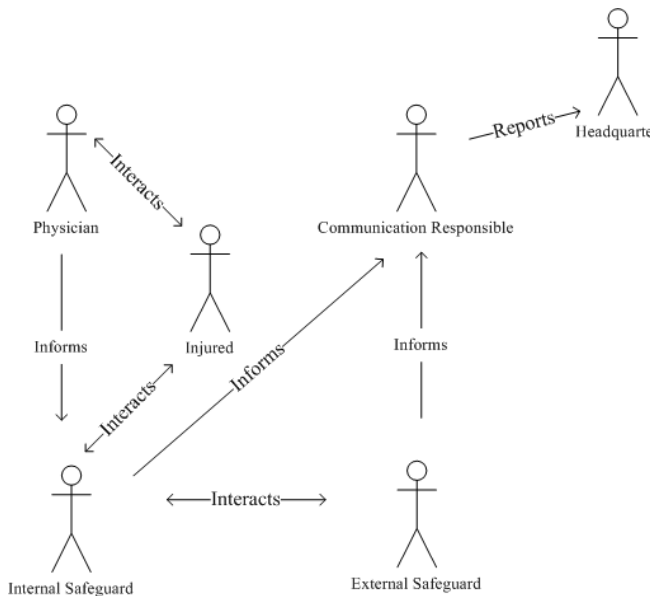 Reports
Headquarte
Interacts
Physician
Communication Responsible
Informs
Injured
Informs
Informs
Interacts
Interacts
Internal Safeguard
External Safeguard